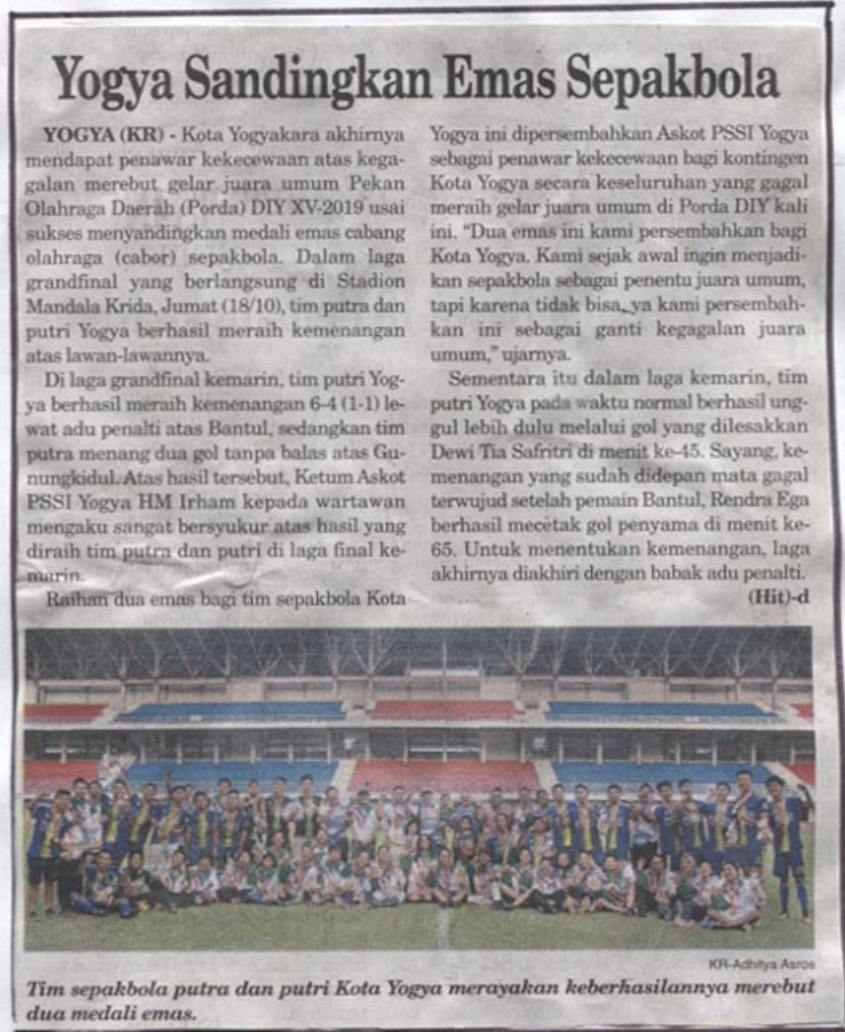 Yogya Sandingkan Emas Sepakbola
YOGYA (KR) - Kota Yogyakara akhirnya
mendapat penawar kekecewaan atas kega-
galan merebut gelar juara umum Pekan
Olahraga Daerah (Porda) DIY XV-2019 usai
sukses menyandingkan medali emas cabang
olahraga (cabor) sepakbola. Dalam laga
grandfinal yang berlangsung di Stadion
Mandala Krida, Jumat (18/10), tim putra dan
putri Yogya berhasil meraih kemenangan
atas lawan-lawannya.
Di laga grandfinal kemarin, tim putri Yog-
ya berhasil meraih kemenangan 6-4 (1-1) le-
wat adu penalti atas Bantul, sedangkan tim
putra menang dua gol tanpa balas atas Gu-
nungkidul. Atas hasil tersebut, Ketum Askot
PSSI Yogya HM Irham kepada wartawan
mengaku sangat bersyukur atas hasil yang
diraih tim putra dan putri di laga final ke-
marin.
Raihan dua emas bagi tim sepakbola Kota
Yogya ini dipersembahkan Askot PSSI Yogya
sebagai penawar kekecewaan bagi kontingen
Kota Yogya secara keseluruhan yang gagal
meraih gelar juara umum di Porda DIY kali
ini. "Dua emas ini kami persembahkan bagi
Kota Yogya. Kami sejak awal ingin menjadi-
kan sepakbola sebagai penentu juara umum,
tapi karena tidak bisa, ya kami persembah-
kan ini sebagai ganti kegagalan juara
umum," ujarnya.
Sementara itu dalam laga kemarin, tim
putri Yogya pada waktu normal berhasil ung-
gul lebih dulu melalui gol yang dilesakkan
Dewi Tia Safritri di menit ke-45. Sayang, ke-
menangan yang sudah didepan mata gagal
terwujud setelah pemain Bantul, Rendra Ega
berhasil mecetak gol penyama di menit ke-
65. Untuk menentukan kemenangan, laga
akhirnya diakhiri dengan babak adu penalti.
(Hit)-d
KR-Adhitya Asros
Tim sepakbola putra dan putri Kota Yogya merayakan keberhasilannya merebut
dua medali emas.